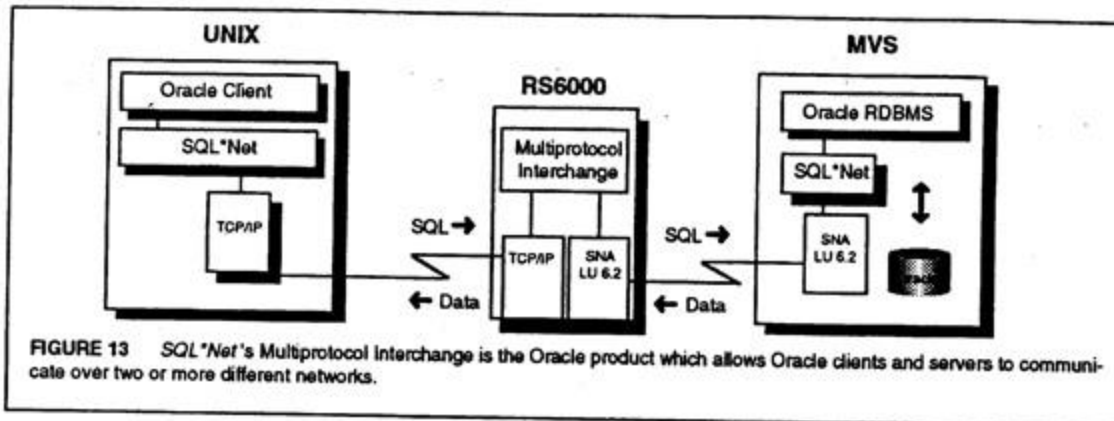 UNIX
Oracle Client
SQL*Net
TCP/IP
RS6000
Multiprotocol
Interchange
TCP/IP
SNA
LU 6.2
SQL →
← Data
SQL →
← Data
MVS
Oracle RDBMS
SQL*Net
SNA
LU 6.2
FIGURE 13 SQL*Net's Multiprotocol Interchange is the Oracle product which allows Oracle clients and servers to communi-
cate over two or more different networks.